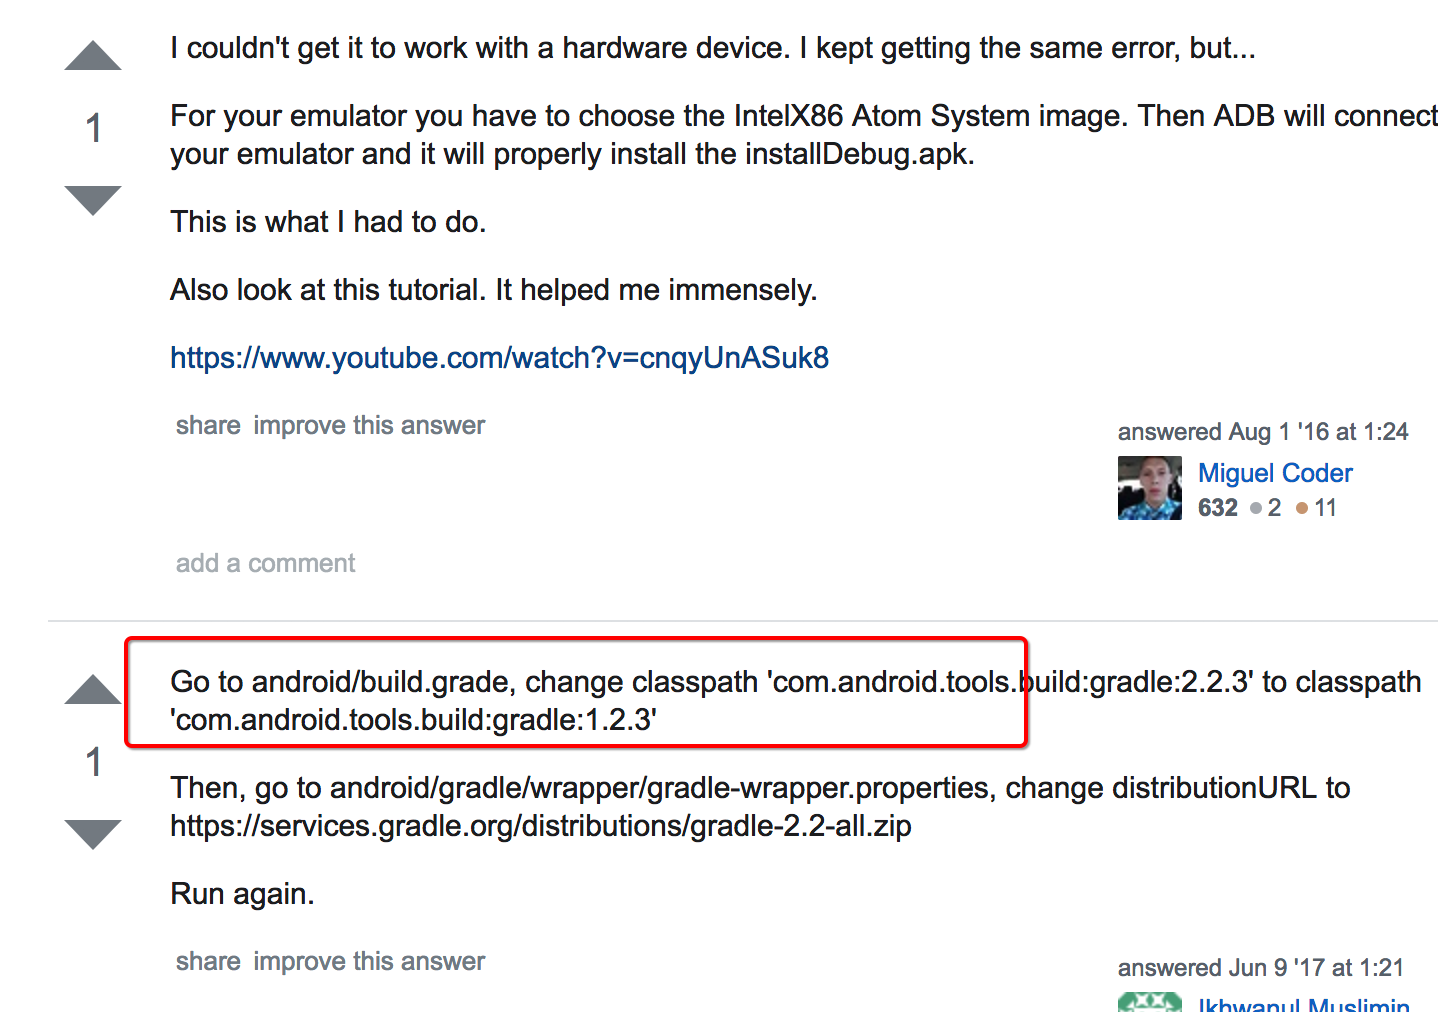 I couldn't get it to work with a hardware device. I kept getting the same error, but...
1
For your emulator you have to choose the IntelX86 Atom System image. Then ADB will connect
your emulator and it will properly install the installDebug.apk.
This is what I had to do.
Also look at this tutorial. It helped me immensely.
https://www.youtube.com/watch?v=cnqyUnASuk8
share improve this answer
answered Aug 1 '16 at 1:24
Miguel Coder
632 2 11
add a comment
Go to android/build.grade, change classpath 'com.android.tools.build:gradle:2.2.3' to classpath
'com.android.tools.build:gradle:1.2.3'
1
Then, go to android/gradle/wrapper/gradle-wrapper.properties, change distributionURL to
https://services.gradle.org/distributions/gradle-2.2-all.zip
Run again.
share improve this answer
answered Jun 9 '17 at 1:21
Ikhwanul Muslimin